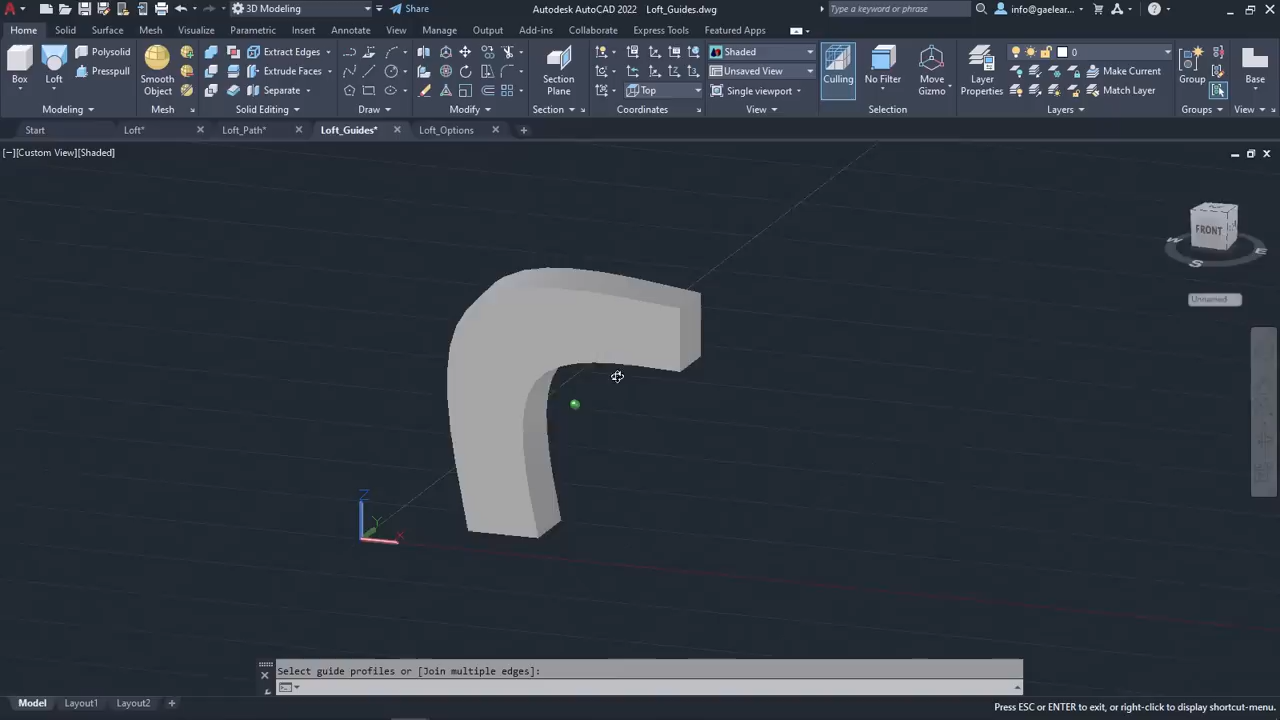 3D Modeling Share Autodesk AutoCAD 2022 Loft_Guides.dwg Type a keyword or phrase info@gaelear...
Home Solid Surface Mesh Visualize Parametric Insert Annotate View Manage Output Add-ins Collaborate Express Tools Featured Apps
Box Loft Polysolid Presspull Smooth Object Extract Edges Extrude Faces Separate Section Plane Top Shaded Unsaved View Single viewport Culling No Filter Move Gizmo Layer Properties 0 Make Current Match Layer Group Base
Modeling Mesh Solid Editing Draw Modify Section Coordinates View Selection Layers Groups View
Start Loft* Loft_Path* Loft_Guides* Loft_Options
[−][Custom View][Shaded]
FRONT
W S E
Unnamed
Z
Y
X
Select guide profiles or [Join multiple edges]:
Model Layout1 Layout2 Press ESC or ENTER to exit, or right-click to display shortcut-menu.